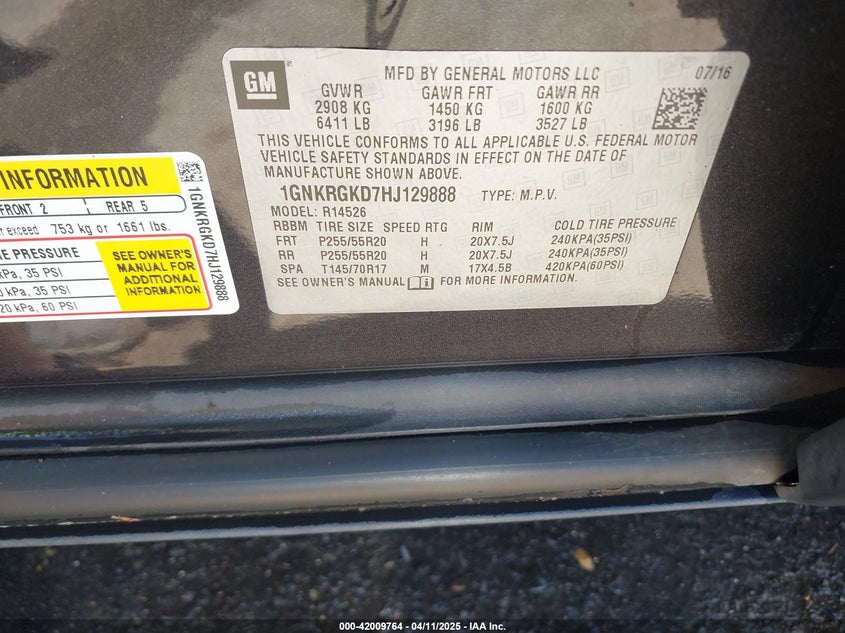 GM
MFD BY GENERAL MOTORS LLC 07/16
GVWR GAWR FRT GAWR RR
2908 KG 1450 KG 1600 KG
6411 LB 3196 LB 3527 LB
THIS VEHICLE CONFORMS TO ALL APPLICABLE U.S. FEDERAL MOTOR
VEHICLE SAFETY STANDARDS IN EFFECT ON THE DATE OF
MANUFACTURE SHOWN ABOVE.
1GNKRGKD7HJ129888 TYPE: M.P.V.
MODEL: R14526
RBBM TIRE SIZE SPEED RTG RIM COLD TIRE PRESSURE
FRT P255/55R20 H 20X7.5J 240KPA(35PSI)
RR P255/55R20 H 20X7.5J 240KPA(35PSI)
SPA T145/70R17 M 17X4.5B 420KPA(60PSI)
SEE OWNER'S MANUAL FOR MORE INFORMATION.
INFORMATION
FRONT 2 REAR 5
exceed 753 kg or 1661 lbs.
PRESSURE
kPa, 35 PSI
kPa, 35 PSI
20 kPa, 60 PSI
SEE OWNER'S
MANUAL FOR
ADDITIONAL
INFORMATION
1GNKRGKD7HJ129888
000-42009764 - 04/11/2025 - IAA Inc.